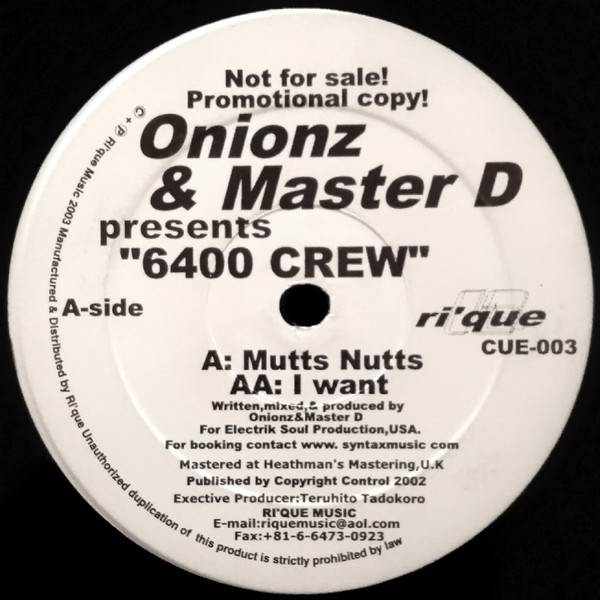 Not for sale!
Promotional copy!
Onionz
& Master D
presents
"6400 CREW"
A-side
ri'que
CUE-003
A: Mutts Nutts
AA: I want
Written,mixed,& produced by
Onionz&Master D
For Electrik Soul Production,USA.
For booking contact www. syntaxmusic com
Mastered at Heathman's Mastering,U.K
Published by Copyright Control 2002
Exective Producer:Teruhito Tadokoro
RI'QUE MUSIC
E-mail:riquemusic@aol.com
Fax:+81-6-6473-0923
© + ℗ Ri'que Music 2003 Manufactured & Distributed by Ri'que Unauthorized duplication of this product is strictly prohibited by law